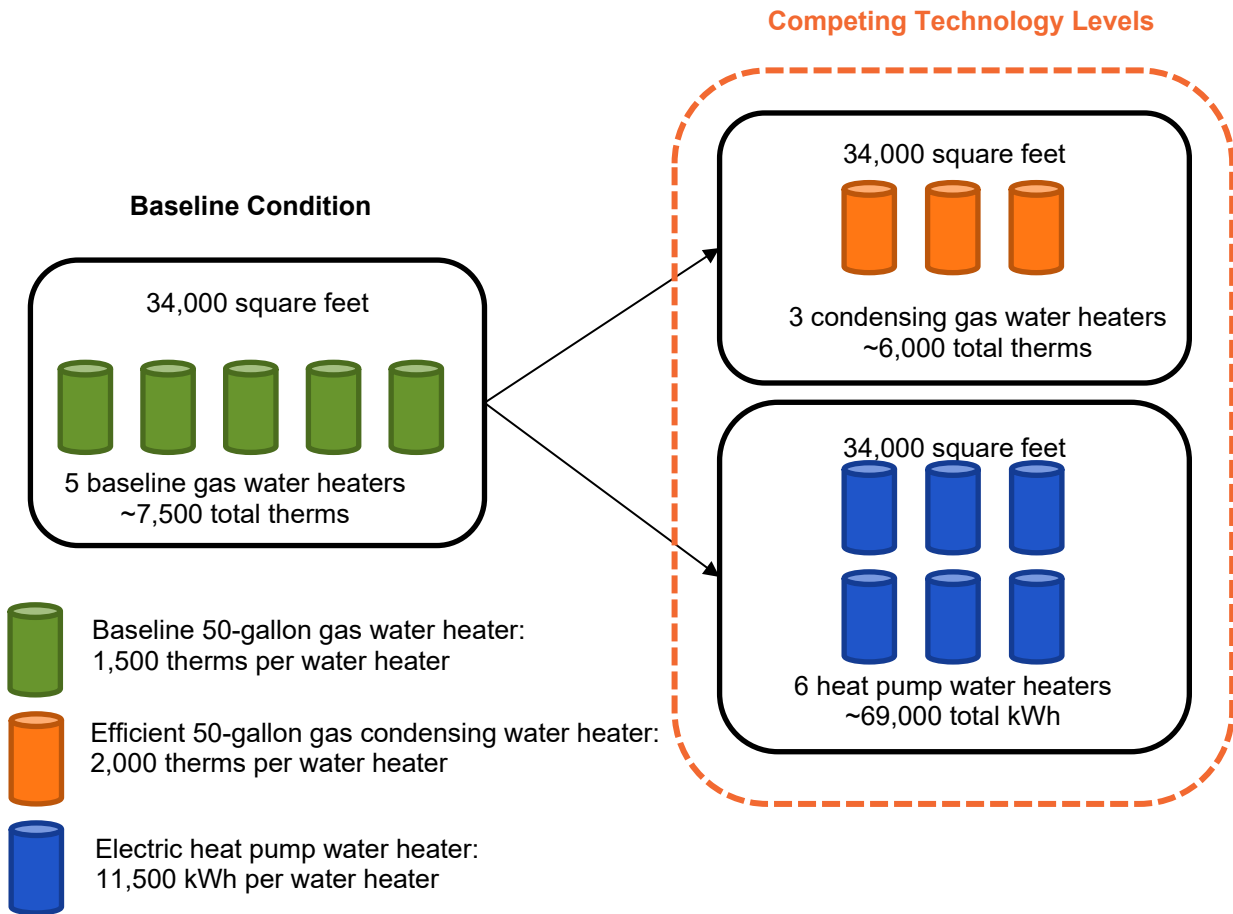 Competing Technology Levels
Baseline Condition
34,000 square feet
5 baseline gas water heaters
~7,500 total therms
34,000 square feet
3 condensing gas water heaters
~6,000 total therms
34,000 square feet
6 heat pump water heaters
~69,000 total kWh
Baseline 50-gallon gas water heater:
1,500 therms per water heater
Efficient 50-gallon gas condensing water heater:
2,000 therms per water heater
Electric heat pump water heater:
11,500 kWh per water heater